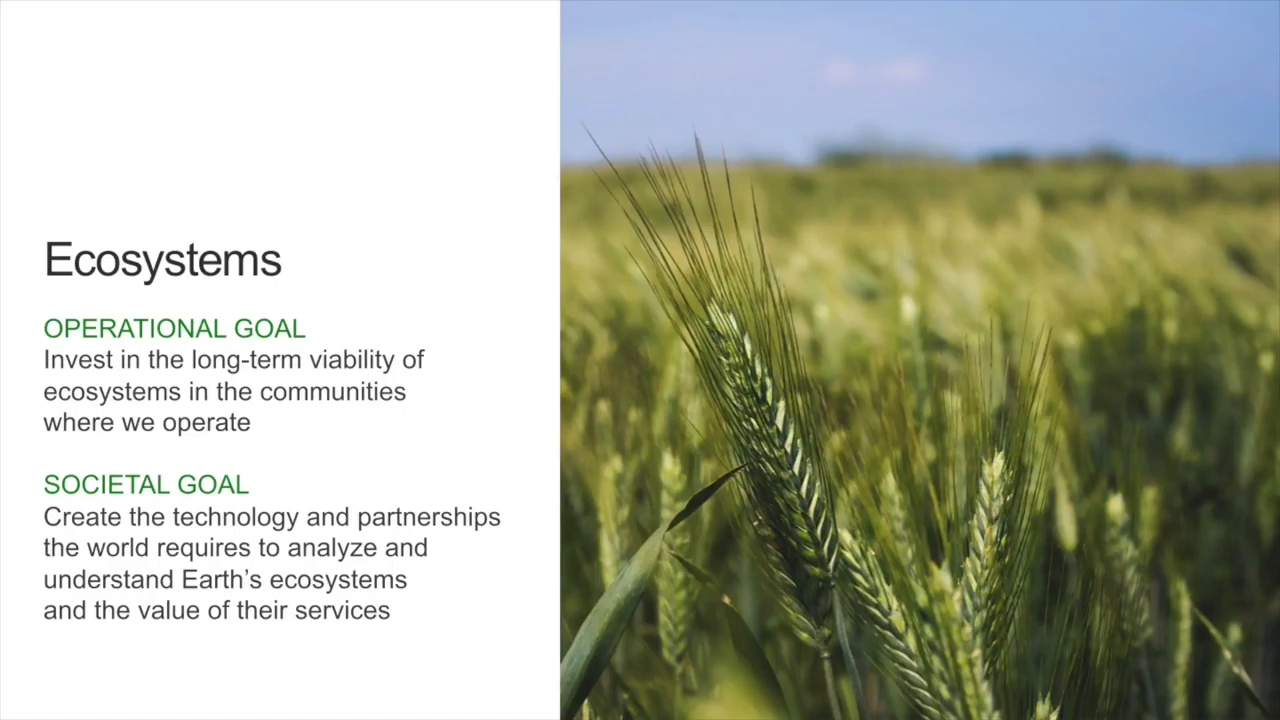 Ecosystems
OPERATIONAL GOAL
Invest in the long-term viability of
ecosystems in the communities
where we operate
SOCIETAL GOAL
Create the technology and partnerships
the world requires to analyze and
understand Earth’s ecosystems
and the value of their services